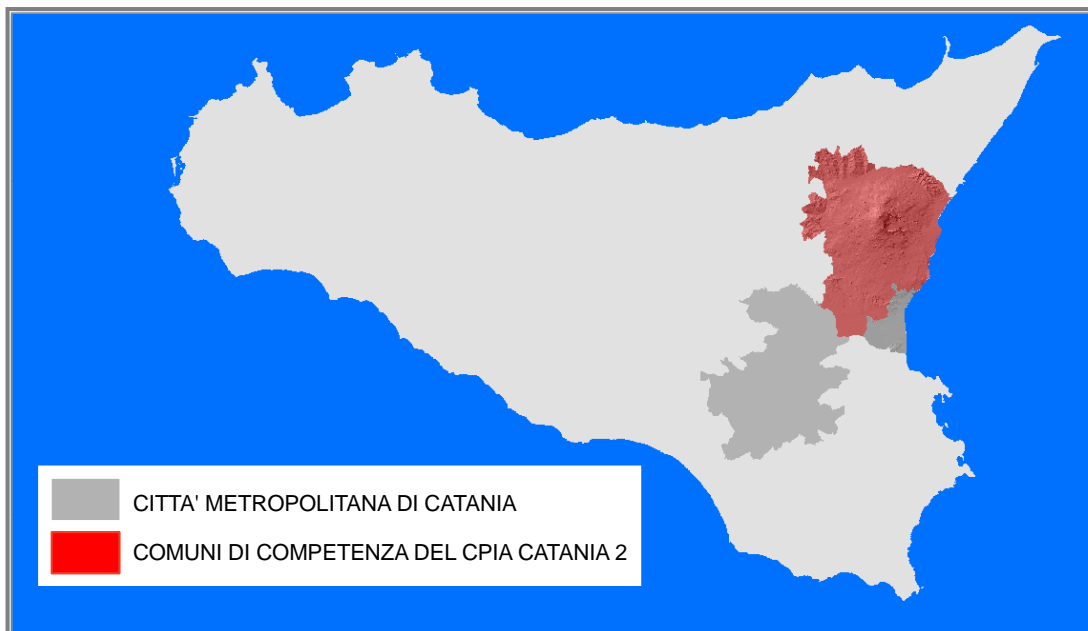 CITTA' METROPOLITANA DI CATANIA
COMUNI DI COMPETENZA DEL CPIA CATANIA 2